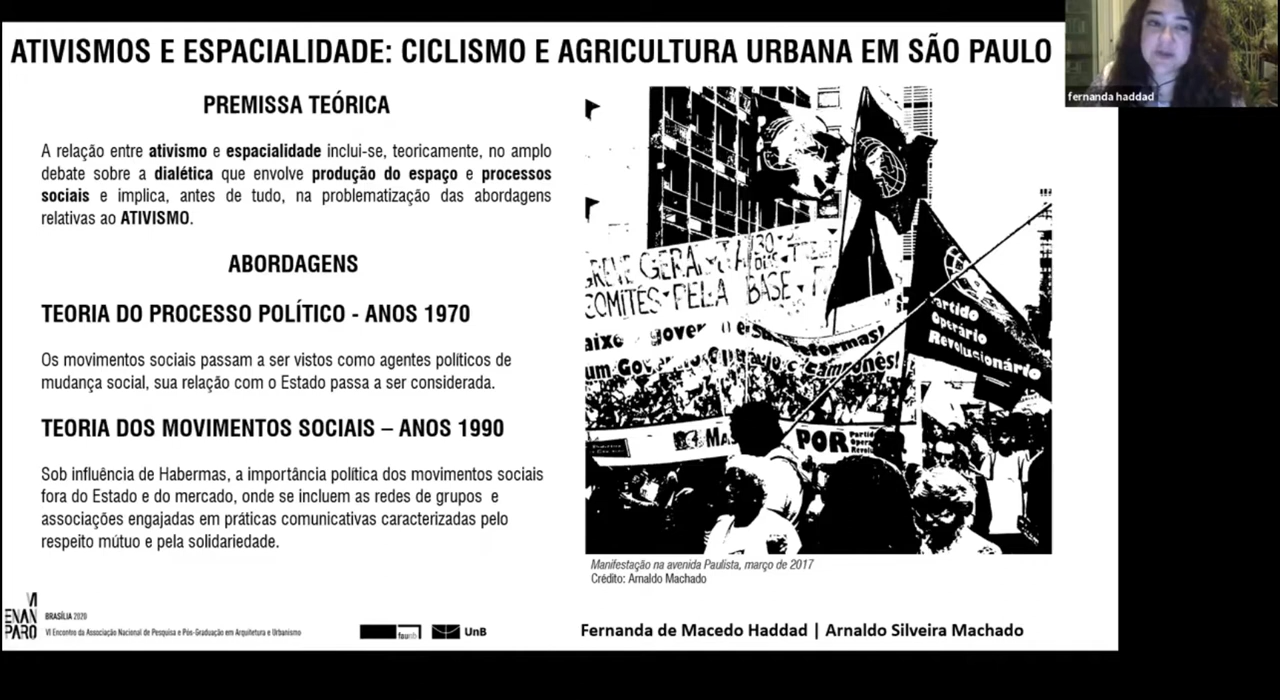 ATIVISMOS E ESPACIALIDADE: CICLISMO E AGRICULTURA URBANA EM SÃO PAULO
fernanda haddad
PREMISSA TEÓRICA
A relação entre ativismo e espacialidade inclui-se, teoricamente, no amplo
debate sobre a dialética que envolve produção do espaço e processos
sociais e implica, antes de tudo, na problematização das abordagens
relativas ao ATIVISMO.
ABORDAGENS
TEORIA DO PROCESSO POLÍTICO - ANOS 1970
Os movimentos sociais passam a ser vistos como agentes políticos de
mudança social, sua relação com o Estado passa a ser considerada.
TEORIA DOS MOVIMENTOS SOCIAIS – ANOS 1990
Sob influência de Habermas, a importância política dos movimentos sociais
fora do Estado e do mercado, onde se incluem as redes de grupos e
associações engajadas em práticas comunicativas caracterizadas pelo
respeito mútuo e pela solidariedade.
GREVE GERAL
COMITES PELA BASE
Partido
Operário
Revolucionário
POR
Manifestação na avenida Paulista, março de 2017
Crédito: Arnaldo Machado
VI
ENAN
PARQ
BRASÍLIA 2020
VI Encontro da Associação Nacional de Pesquisa e Pós-Graduação em Arquitetura e Urbanismo
UnB
Fernanda de Macedo Haddad | Arnaldo Silveira Machado